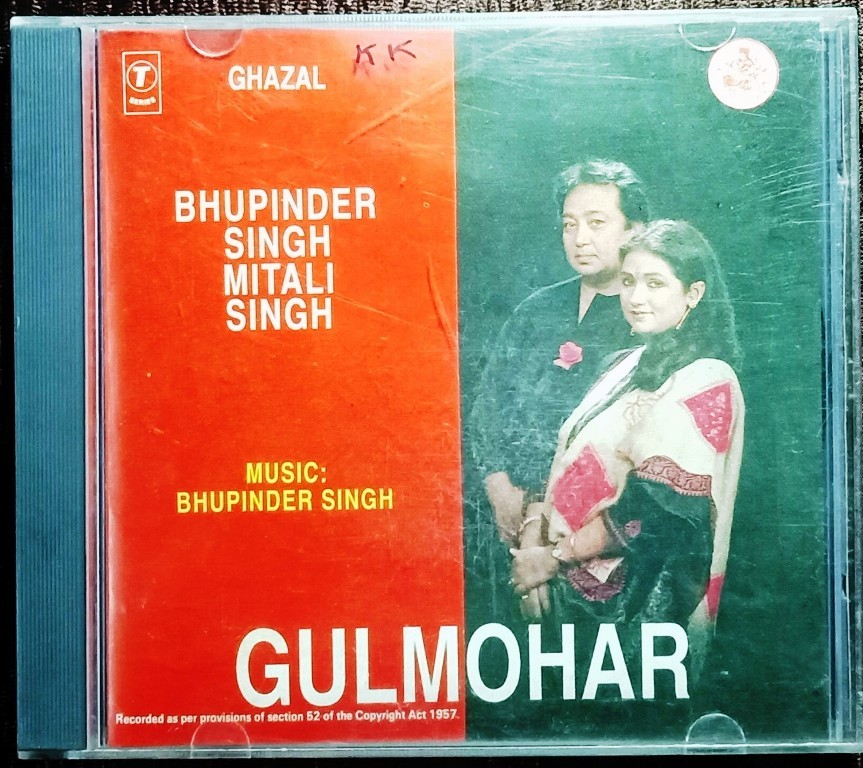 T
SERIES
GHAZAL
K.K
BHUPINDER
SINGH
MITALI
SINGH
MUSIC:
BHUPINDER SINGH
GULMOHAR
Recorded as per provisions of section 52 of the Copyright Act 1957.